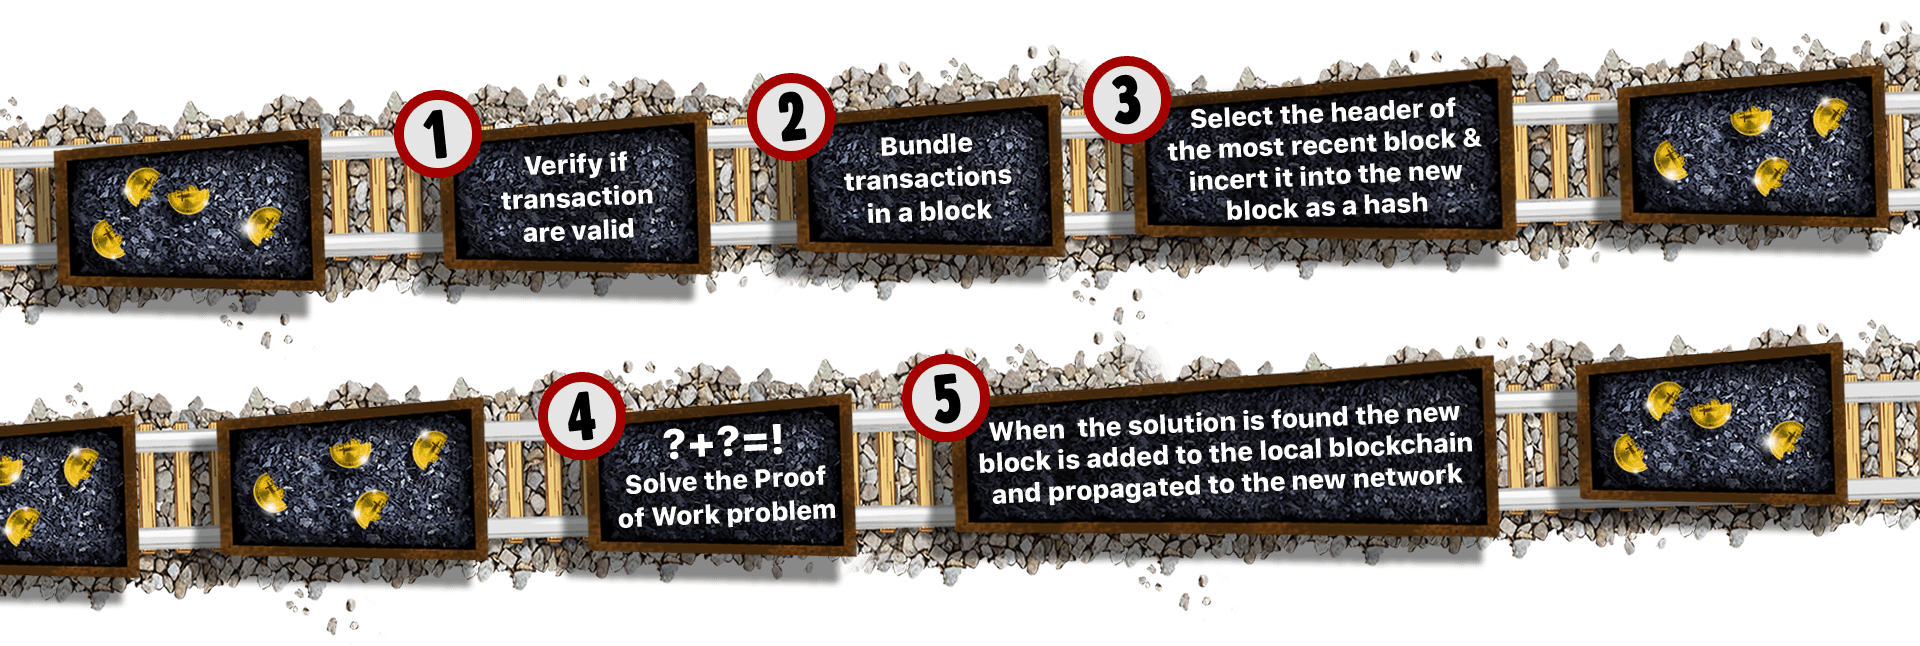 1
Verify if
transaction
are valid
2
Bundle
transactions
in a block
3
Select the header of
the most recent block &
incert it into the new
block as a hash
4
?+?=!
Solve the Proof
of Work problem
5
When the solution is found the new
block is added to the local blockchain
and propagated to the new network